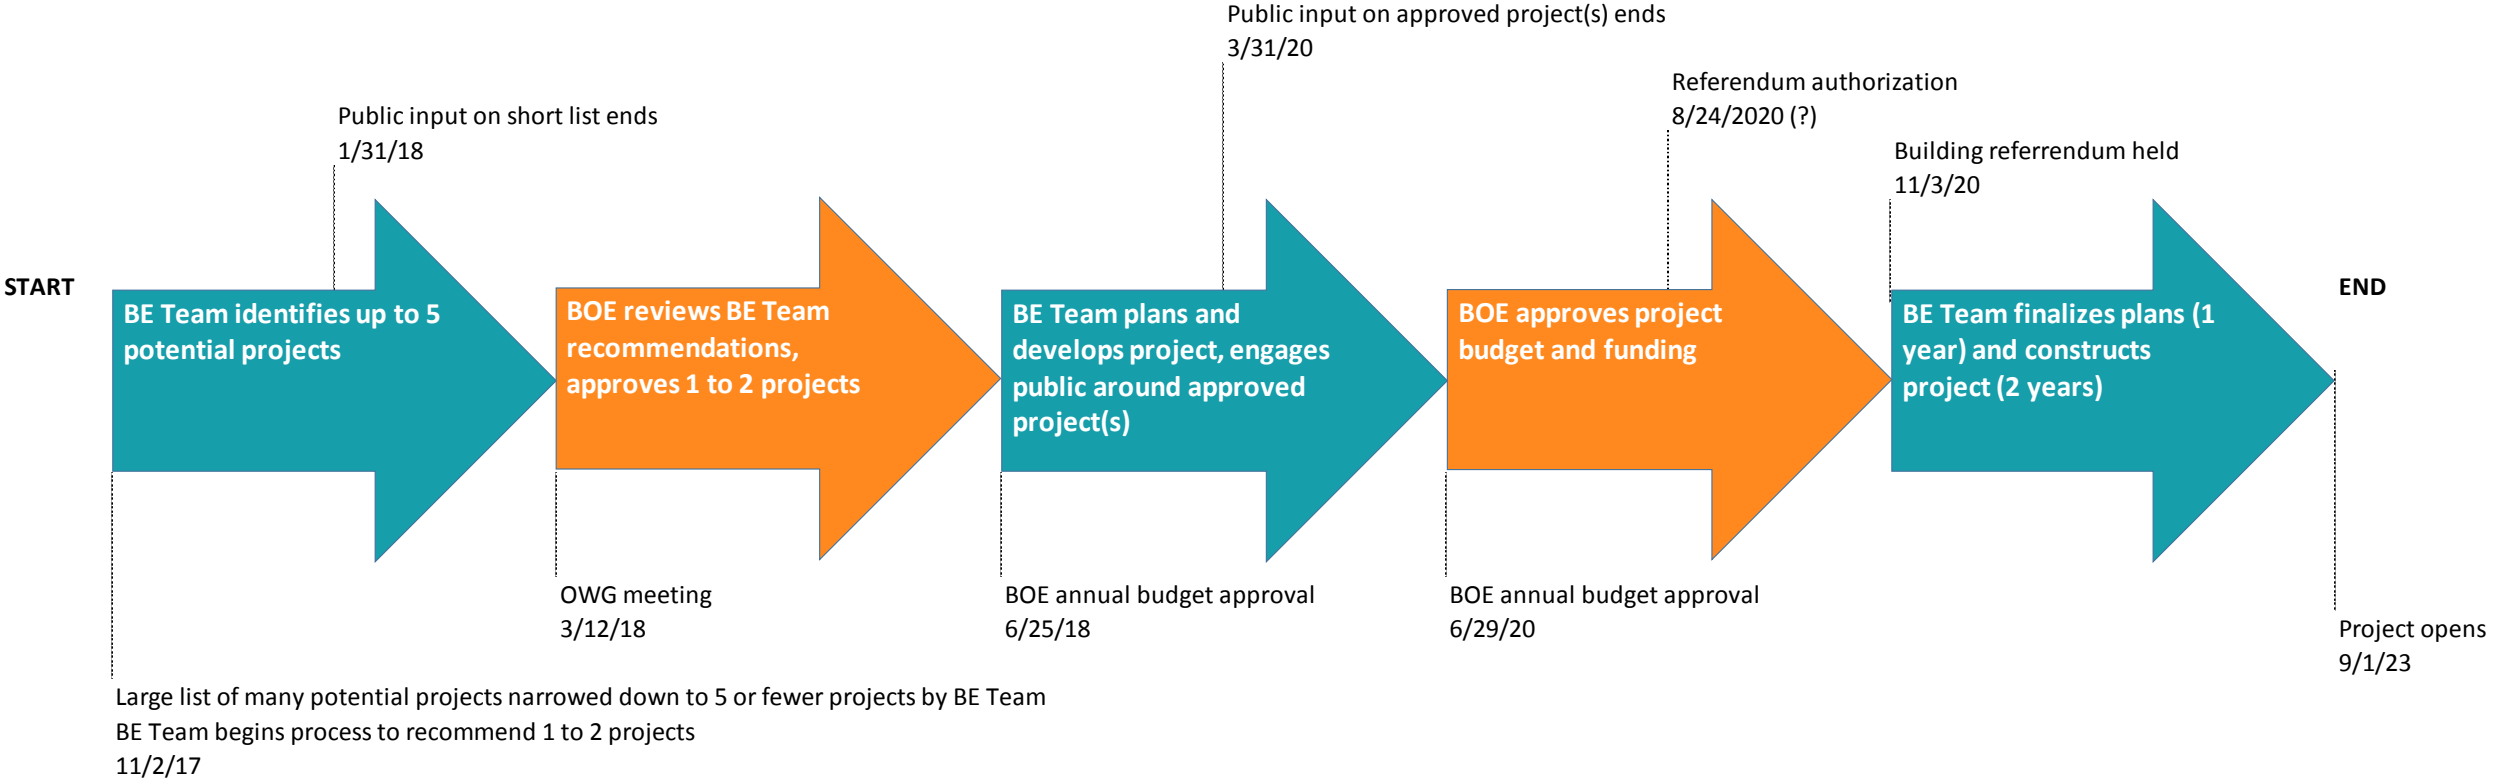 Public input on approved project(s) ends
3/31/20
Referendum authorization
8/24/2020 (?)
Public input on short list ends
1/31/18
Building referrendum held
11/3/20
START
BE Team identifies up to 5
potential projects
BOE reviews BE Team
recommendations,
approves 1 to 2 projects
BE Team plans and
develops project, engages
public around approved
project(s)
BOE approves project
budget and funding
BE Team finalizes plans (1
year) and constructs
project (2 years)
END
OWG meeting
3/12/18
BOE annual budget approval
6/25/18
BOE annual budget approval
6/29/20
Project opens
9/1/23
Large list of many potential projects narrowed down to 5 or fewer projects by BE Team
BE Team begins process to recommend 1 to 2 projects
11/2/17